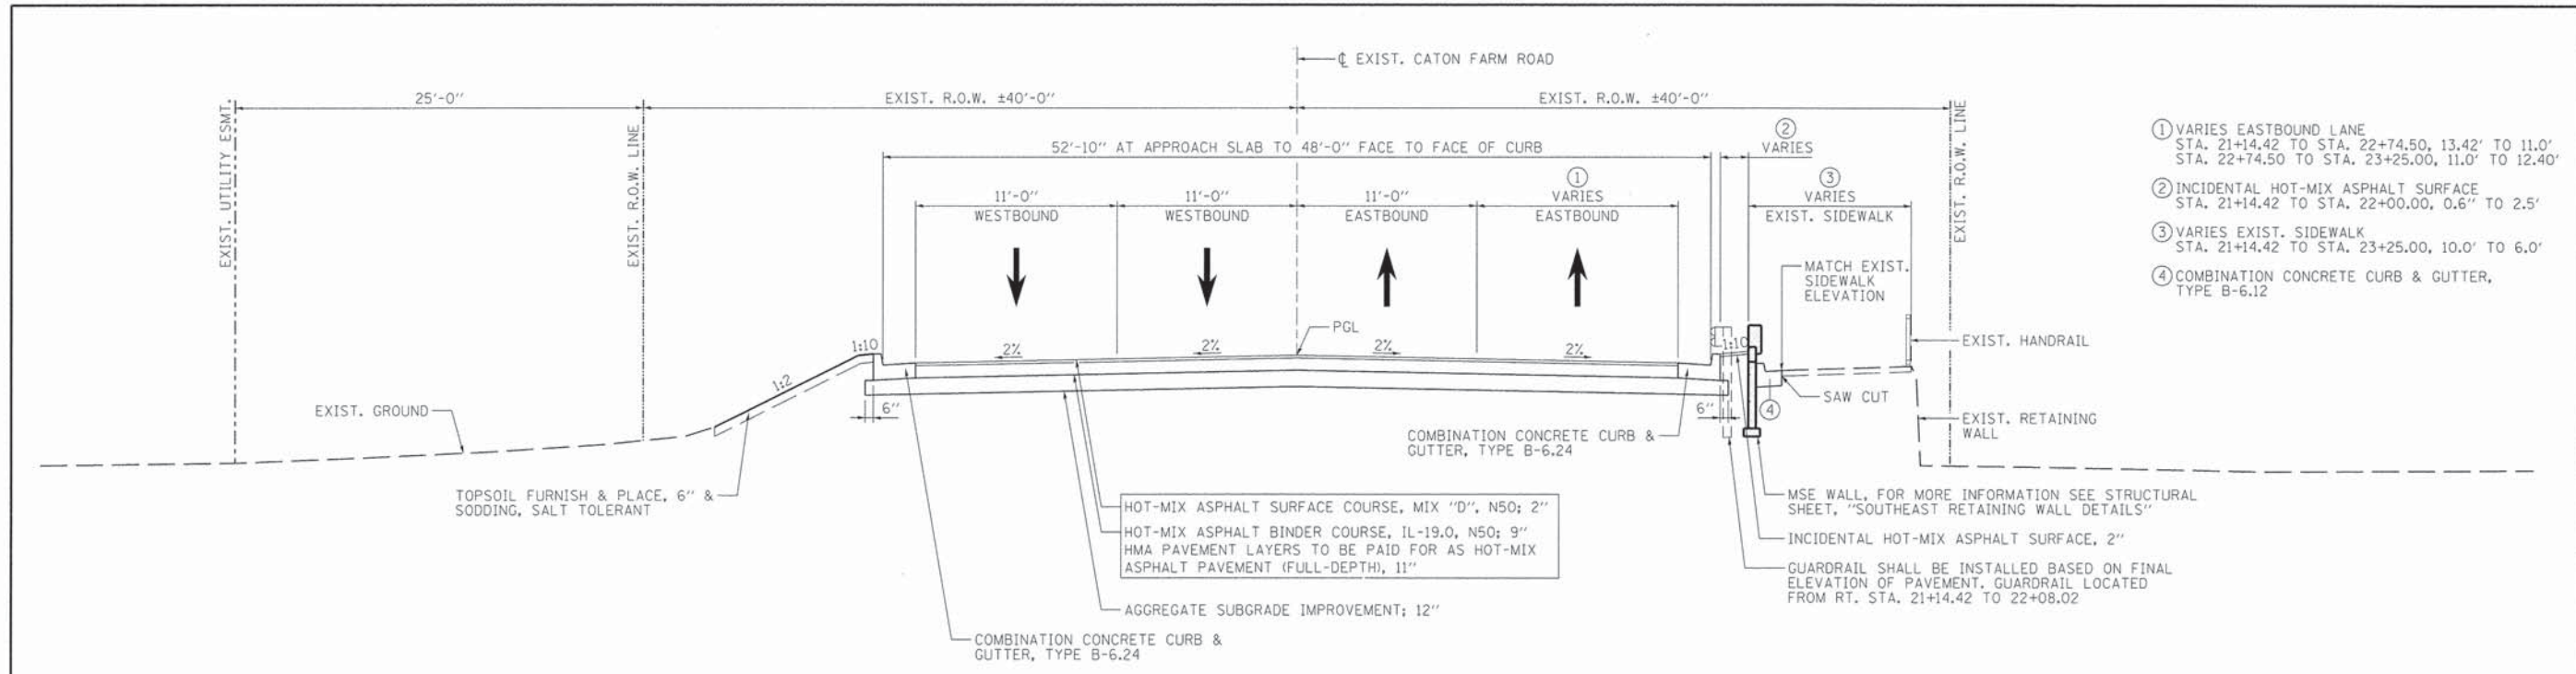 ℄ EXIST. CATON FARM ROAD
25'-0"
EXIST. R.O.W. ±40'-0"
EXIST. R.O.W. ±40'-0"
EXIST. UTILITY ESMT.
EXIST. R.O.W. LINE
EXIST. R.O.W. LINE
52'-10" AT APPROACH SLAB TO 48'-0" FACE TO FACE OF CURB
②
VARIES
11'-0"
WESTBOUND
11'-0"
WESTBOUND
11'-0"
EASTBOUND
①
VARIES
EASTBOUND
③
VARIES
EXIST. SIDEWALK
① VARIES EASTBOUND LANE
STA. 21+14.42 TO STA. 22+74.50, 13.42' TO 11.0'
STA. 22+74.50 TO STA. 23+25.00, 11.0' TO 12.40'
② INCIDENTAL HOT-MIX ASPHALT SURFACE
STA. 21+14.42 TO STA. 22+00.00, 0.6" TO 2.5'
③ VARIES EXIST. SIDEWALK
STA. 21+14.42 TO STA. 23+25.00, 10.0' TO 6.0'
④ COMBINATION CONCRETE CURB & GUTTER,
TYPE B-6.12
MATCH EXIST.
SIDEWALK
ELEVATION
PGL
1:10
2%
2%
2%
2%
1:10
EXIST. HANDRAIL
1:2
SAW CUT
EXIST. GROUND
6"
6"
④
EXIST. RETAINING
WALL
COMBINATION CONCRETE CURB &
GUTTER, TYPE B-6.24
TOPSOIL FURNISH & PLACE, 6" &
SODDING, SALT TOLERANT
HOT-MIX ASPHALT SURFACE COURSE, MIX "D", N50; 2"
HOT-MIX ASPHALT BINDER COURSE, IL-19.0, N50; 9"
HMA PAVEMENT LAYERS TO BE PAID FOR AS HOT-MIX
ASPHALT PAVEMENT (FULL-DEPTH), 11"
MSE WALL, FOR MORE INFORMATION SEE STRUCTURAL
SHEET, "SOUTHEAST RETAINING WALL DETAILS"
INCIDENTAL HOT-MIX ASPHALT SURFACE, 2"
GUARDRAIL SHALL BE INSTALLED BASED ON FINAL
ELEVATION OF PAVEMENT. GUARDRAIL LOCATED
FROM RT. STA. 21+14.42 TO 22+08.02
AGGREGATE SUBGRADE IMPROVEMENT; 12"
COMBINATION CONCRETE CURB &
GUTTER, TYPE B-6.24